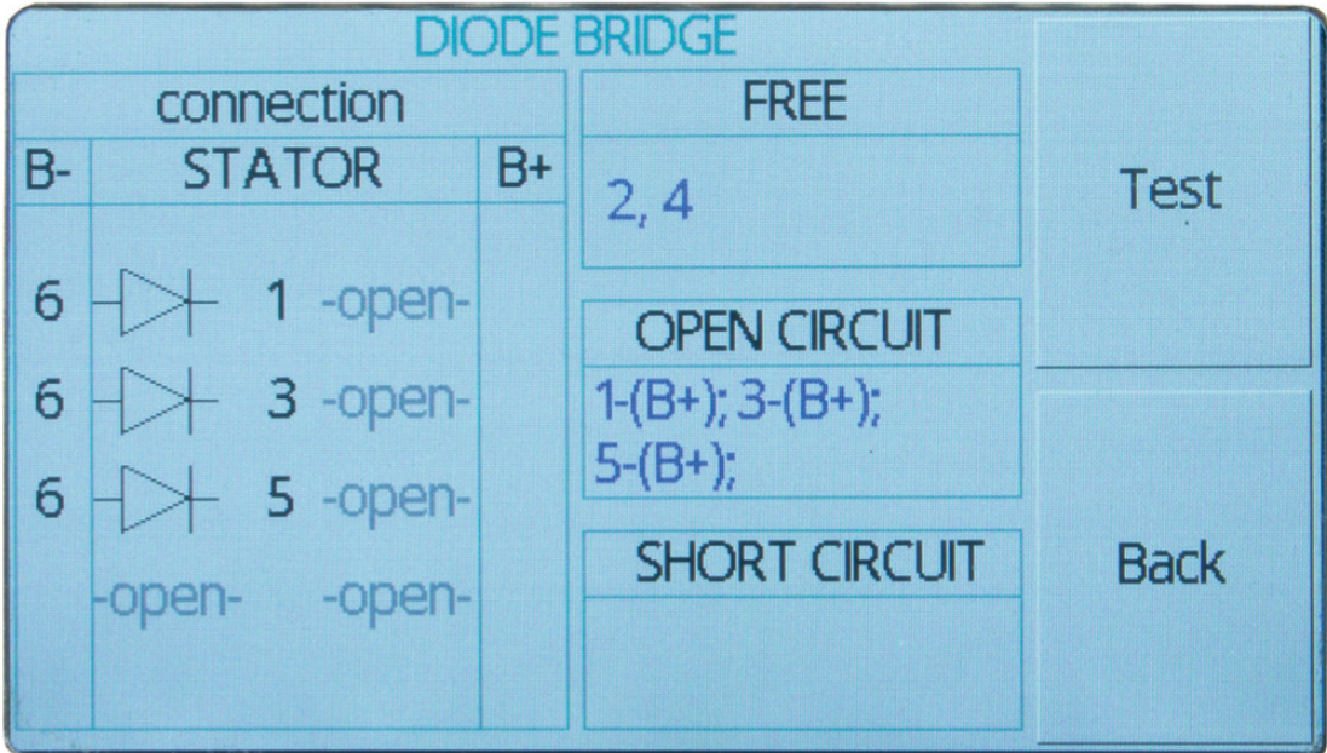 DIODE BRIDGE
connection
B- STATOR B+
6 1 -open-
6 3 -open-
6 5 -open-
-open- -open-
FREE
2, 4
OPEN CIRCUIT
1-(B+); 3-(B+);
5-(B+);
SHORT CIRCUIT
Test
Back